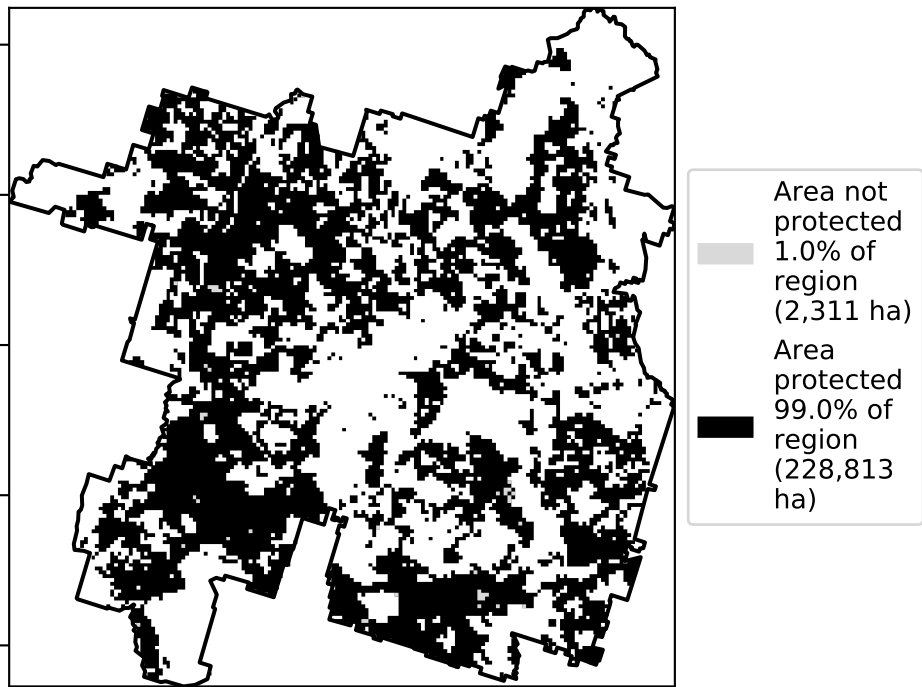 Area not
protected
1.0% of
region
(2,311 ha)
Area
protected
99.0% of
region
(228,813
ha)